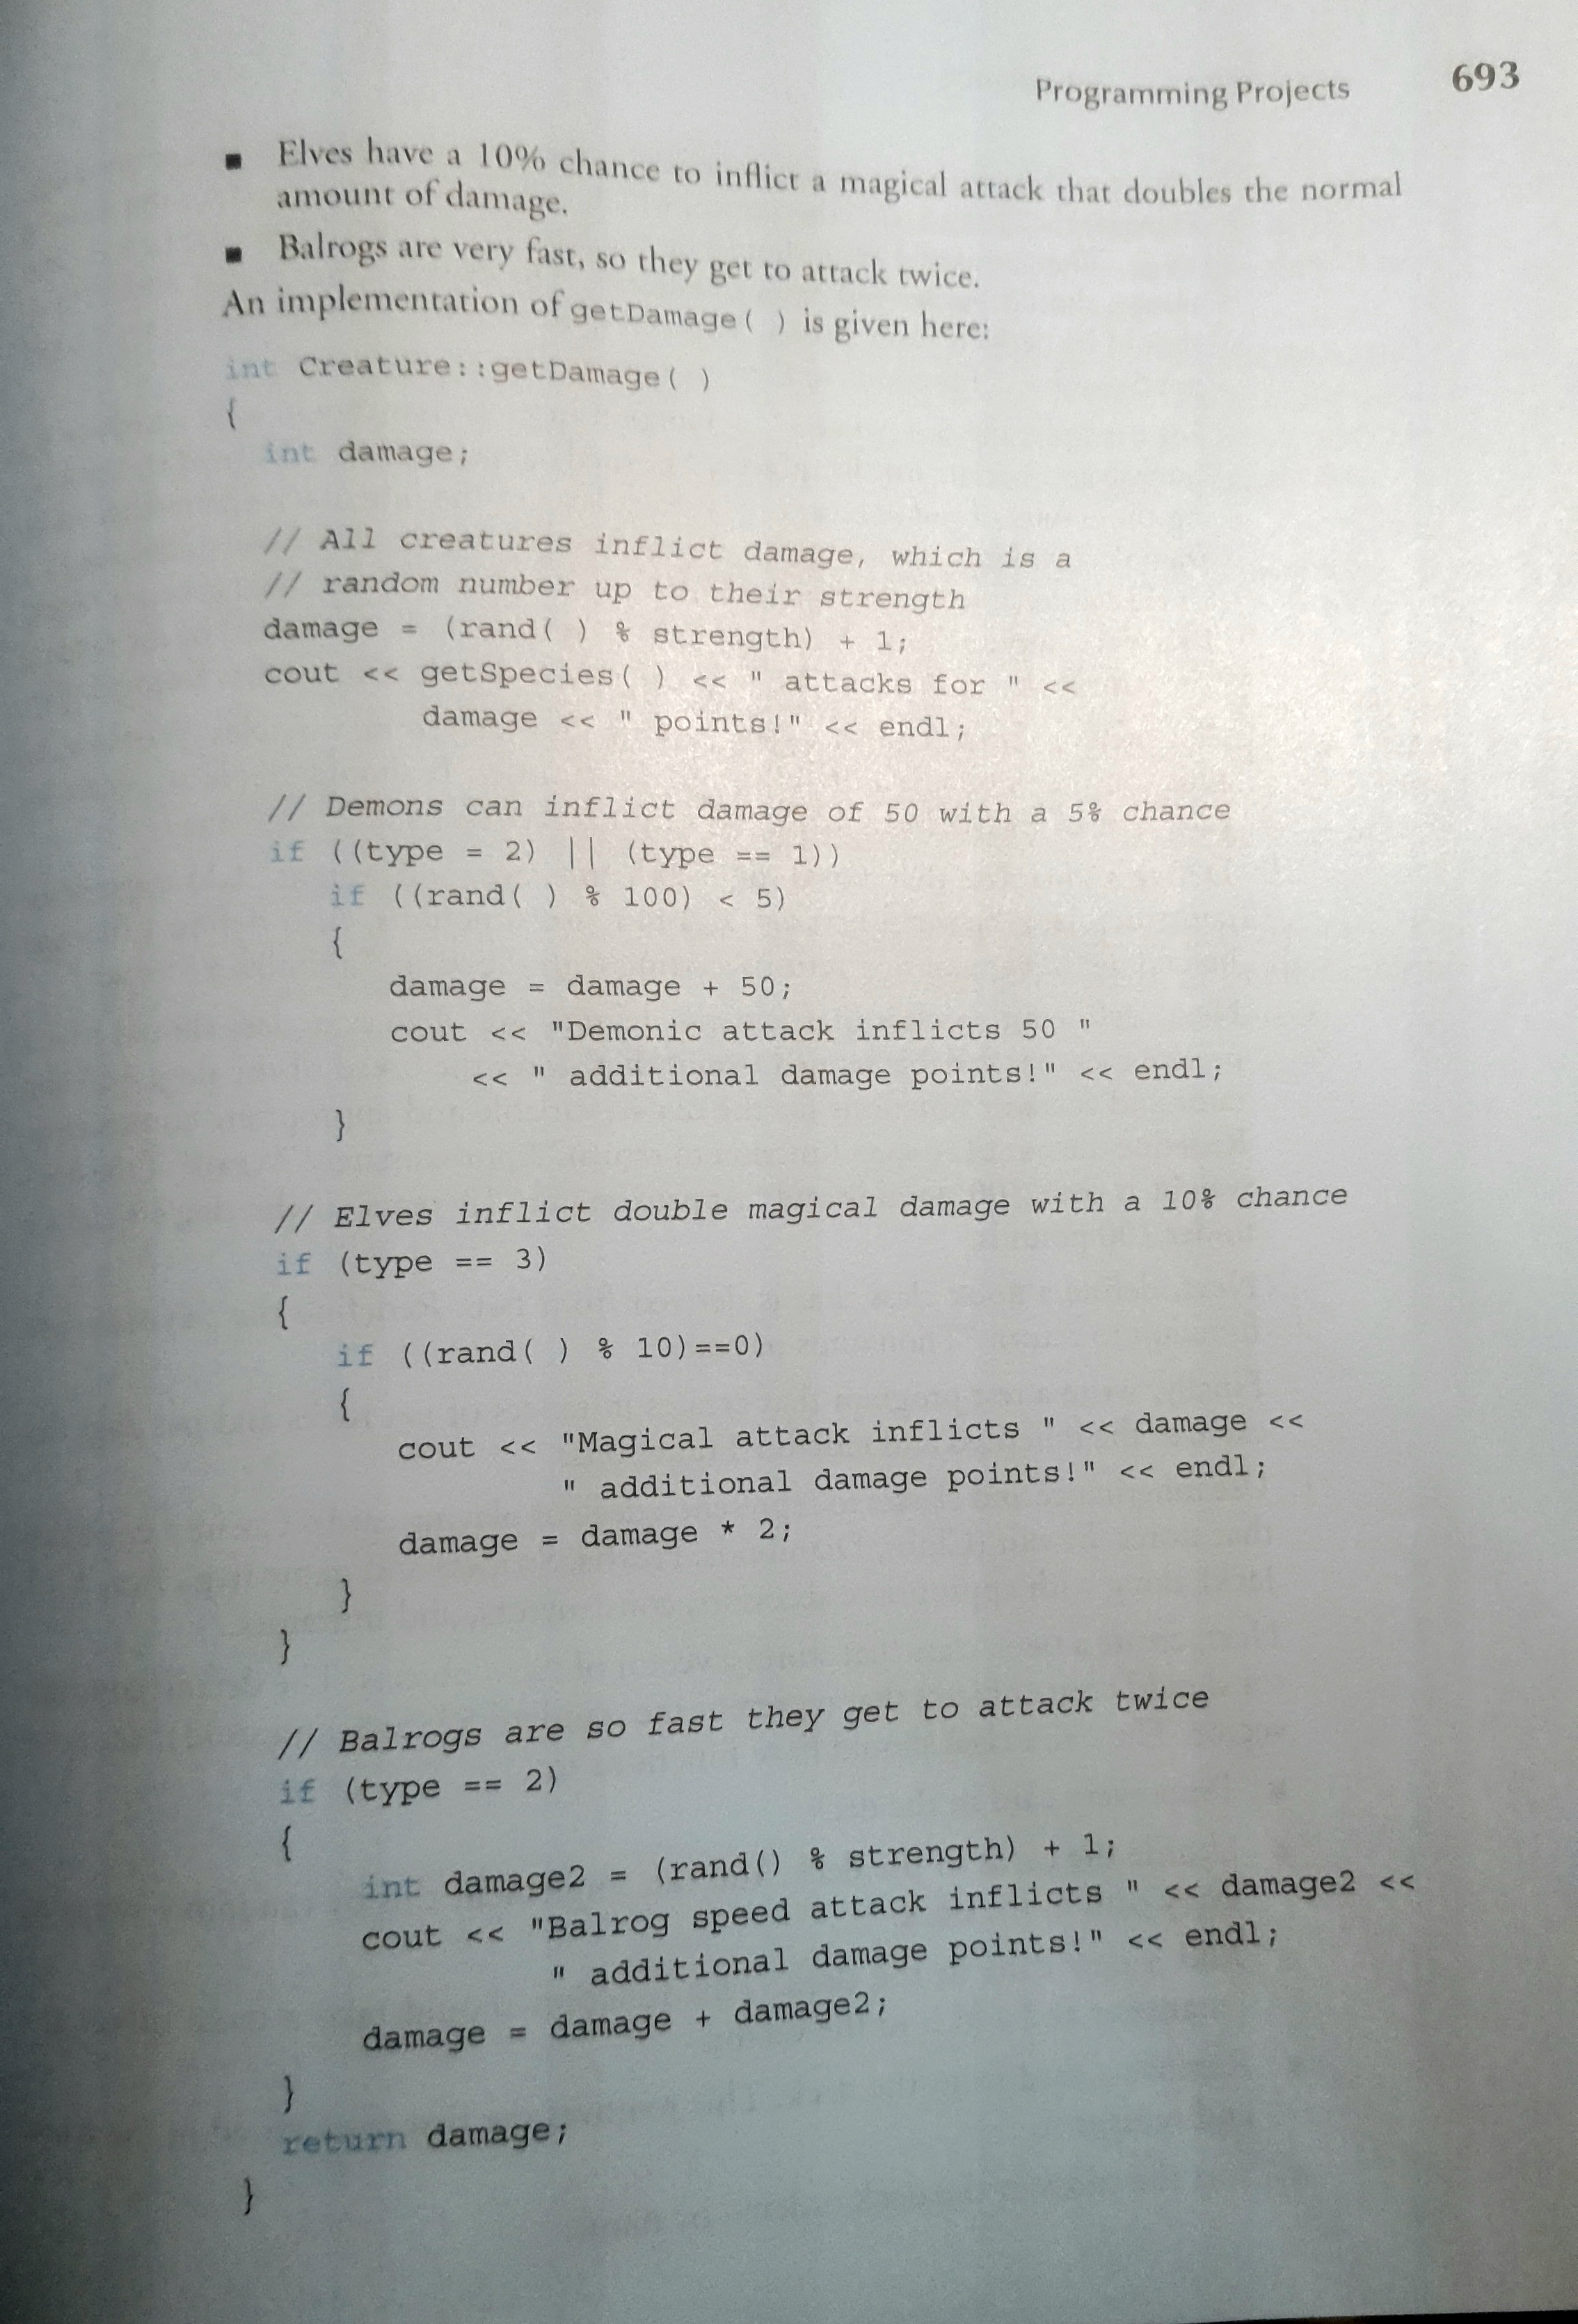 Programming Projects 693
■ Elves have a 10% chance to inflict a magical attack that doubles the normal
amount of damage.
■ Balrogs are very fast, so they get to attack twice.
An implementation of getDamage( ) is given here:
int Creature::getDamage( )
{
int damage;
// All creatures inflict damage, which is a
// random number up to their strength
damage = (rand( ) % strength) + 1;
cout << getSpecies( ) << " attacks for " <<
damage << " points!" << endl;
// Demons can inflict damage of 50 with a 5% chance
if ((type = 2) || (type == 1))
if ((rand( ) % 100) < 5)
{
damage = damage + 50;
cout << "Demonic attack inflicts 50 "
<< " additional damage points!" << endl;
}
// Elves inflict double magical damage with a 10% chance
if (type == 3)
{
if ((rand( ) % 10)==0)
{
cout << "Magical attack inflicts " << damage <<
" additional damage points!" << endl;
damage = damage * 2;
}
}
// Balrogs are so fast they get to attack twice
if (type == 2)
{
int damage2 = (rand() % strength) + 1;
cout << "Balrog speed attack inflicts " << damage2 <<
" additional damage points!" << endl;
damage = damage + damage2;
}
return damage;
}